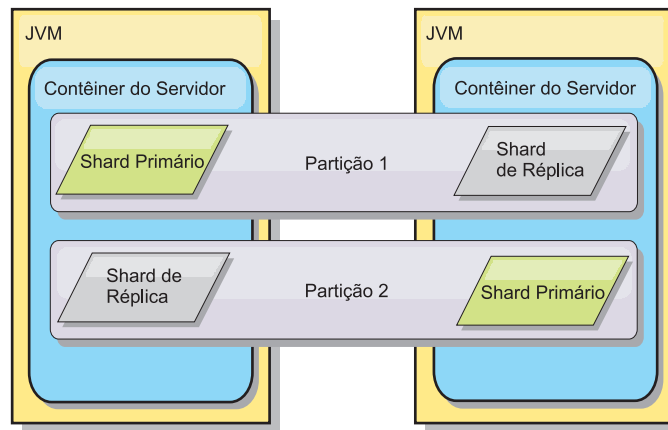 JVM
JVM
Contêiner do Servidor
Contêiner do Servidor
Shard Primário
Partição 1
Shard
de Réplica
Shard de
Réplica
Partição 2
Shard Primário